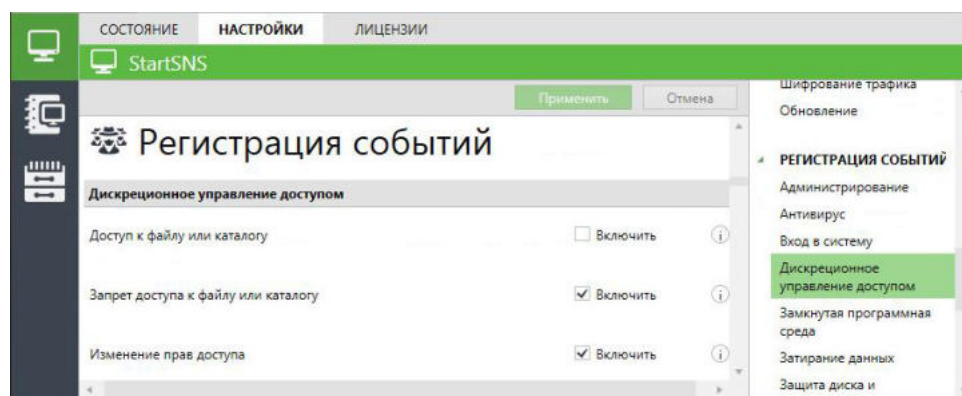 СОСТОЯНИЕ НАСТРОЙКИ ЛИЦЕНЗИИ
StartSNS
Применить Отмена
Регистрация событий
Дискреционное управление доступом
Доступ к файлу или каталогу Включить
Запрет доступа к файлу или каталогу Включить
Изменение прав доступа Включить
Шифрование трафика
Обновление
РЕГИСТРАЦИЯ СОБЫТИЙ
Администрирование
Антивирус
Вход в систему
Дискреционное
управление доступом
Замкнутая программная
среда
Затирание данных
Защита диска и